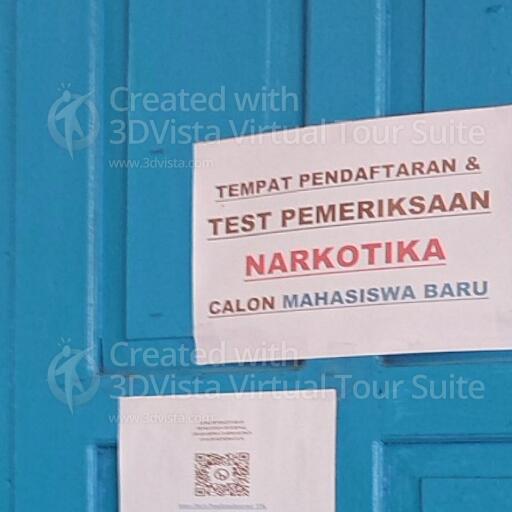 Created with
3DVista Virtual Tour Suite
www.3dvista.com
TEMPAT PENDAFTARAN &
TEST PEMERIKSAAN
NARKOTIKA
CALON MAHASISWA BARU
Created with
3DVista Virtual Tour Suite
www.3dvista.com